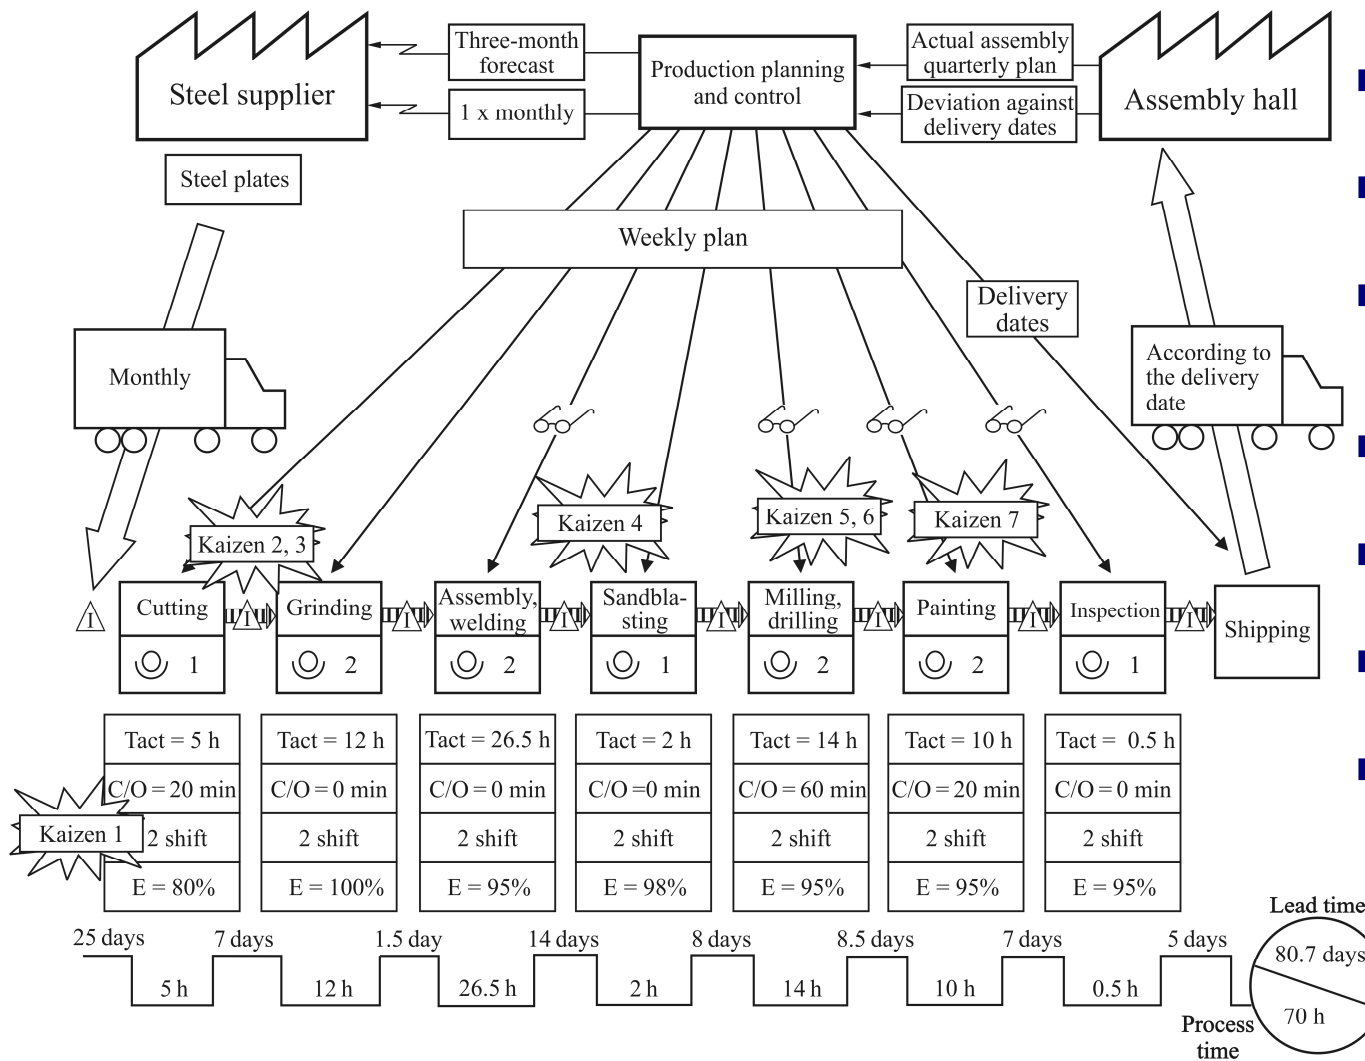 Three-month
forecast
Actual assembly
quarterly plan
Production planning
and control
Steel supplier
Assembly hall
1 x monthly
Deviation against
delivery dates
Steel plates
Weekly plan
Delivery
dates
Monthly
According to
the delivery
date
Kaizen 2, 3
Kaizen 4
Kaizen 5, 6
Kaizen 7
I
Cutting
1
I
Grinding
2
I
Assembly,
welding
2
I
Sandbla-
sting
1
I
Milling,
drilling
2
I
Painting
2
I
Inspection
1
I
Shipping
Tact = 5 h
C/O = 20 min
2 shift
E = 80%
Tact = 12 h
C/O = 0 min
2 shift
E = 100%
Tact = 26.5 h
C/O = 0 min
2 shift
E = 95%
Tact = 2 h
C/O =0 min
2 shift
E = 98%
Tact = 14 h
C/O = 60 min
2 shift
E = 95%
Tact = 10 h
C/O = 20 min
2 shift
E = 95%
Tact = 0.5 h
C/O = 0 min
2 shift
E = 95%
Kaizen 1
25 days
7 days
1.5 day
14 days
8 days
8.5 days
7 days
5 days
5 h
12 h
26.5 h
2 h
14 h
10 h
0.5 h
Lead time
80.7 days
70 h
Process
time